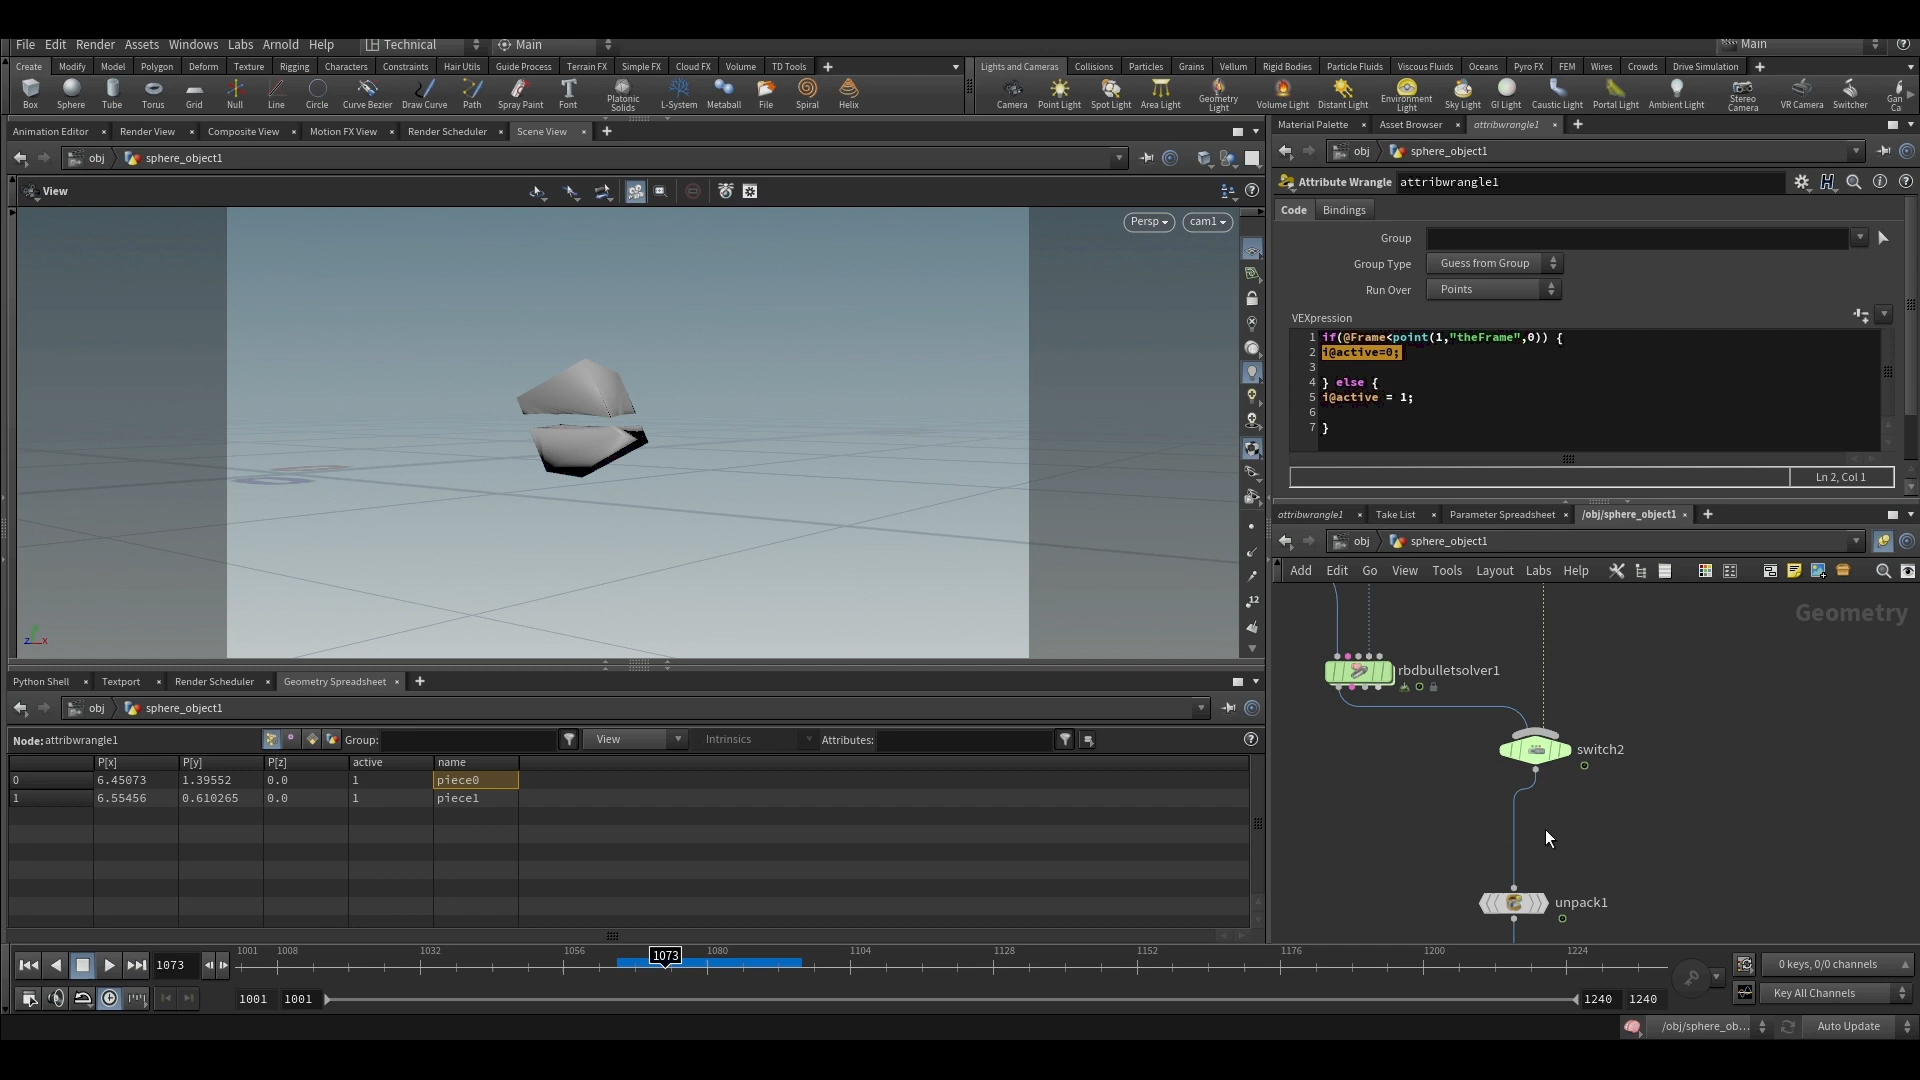 File Edit Render Assets Windows Labs Arnold Help Technical Main Main
Create Modify Model Polygon Deform Texture Rigging Characters Constraints Hair Utils Guide Process Terrain FX Simple FX Cloud FX Volume TD Tools
Box Sphere Tube Torus Grid Null Line Circle Curve Bezier Draw Curve Path Spray Paint Font Platonic Solids L-System Metaball File Spiral Helix
Lights and Cameras Collisions Particles Grains Vellum Rigid Bodies Particle Fluids Viscous Fluids Oceans Pyro FX FEM Wires Crowds Drive Simulation
Camera Point Light Spot Light Area Light Geometry Light Volume Light Distant Light Environment Light Sky Light GI Light Caustic Light Portal Light Ambient Light Stereo Camera VR Camera Switcher Gan Ca
Animation Editor Render View Composite View Motion FX View Render Scheduler Scene View
obj sphere_object1
View
Persp cam1
12
z x
Material Palette Asset Browser attribwrangle1
obj sphere_object1
Attribute Wrangle attribwrangle1
Code Bindings
Group
Group Type Guess from Group
Run Over Points
VEXpression
1 if(@Frame<point(1,"theFrame",0)) {
2 i@active=0;
3
4 } else {
5 i@active = 1;
6
7 }
Ln 2, Col 1
attribwrangle1 Take List Parameter Spreadsheet /obj/sphere_object1
obj sphere_object1
Add Edit Go View Tools Layout Labs Help
Geometry
rbdbulletsolver1
switch2
unpack1
Python Shell Textport Render Scheduler Geometry Spreadsheet
obj sphere_object1
Node: attribwrangle1 Group: View Intrinsics Attributes:
P[x] P[y] P[z] active name
0 6.45073 1.39552 0.0 1 piece0
1 6.55456 0.610265 0.0 1 piece1
1073 1001 1008 1032 1056 1073 1080 1104 1128 1152 1176 1200 1224
0 keys, 0/0 channels
1001 1001 1240 1240 Key All Channels
/obj/sphere_ob... Auto Update